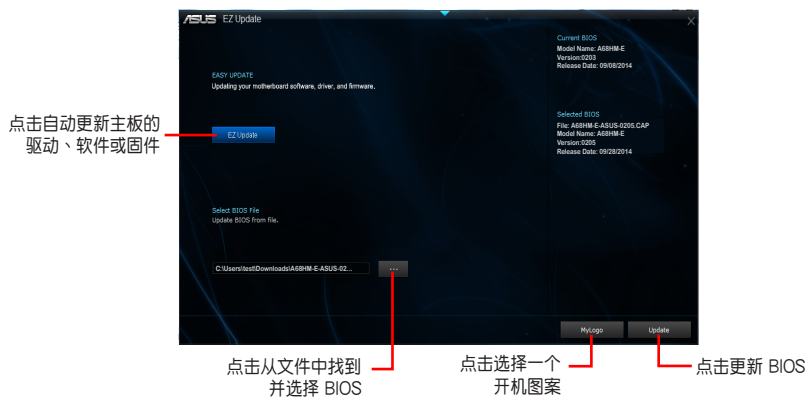 ASUS EZ Update
Current BIOS
Model Name: A68HM-E
Version:0203
Release Date: 09/08/2014
EASY UPDATE
Updating your motherboard software, driver, and firmware.
点击自动更新主板的
驱动、软件或固件
EZ Update
Selected BIOS
File: A68HM-E-ASUS-0205.CAP
Model Name: A68HM-E
Version:0205
Release Date: 09/28/2014
Select BIOS File
Update BIOS from file.
C:\Users\test\Downloads\A68HM-E-ASUS-02...
...
MyLogo
Update
点击从文件中找到
并选择 BIOS
点击选择一个
开机图案
点击更新 BIOS